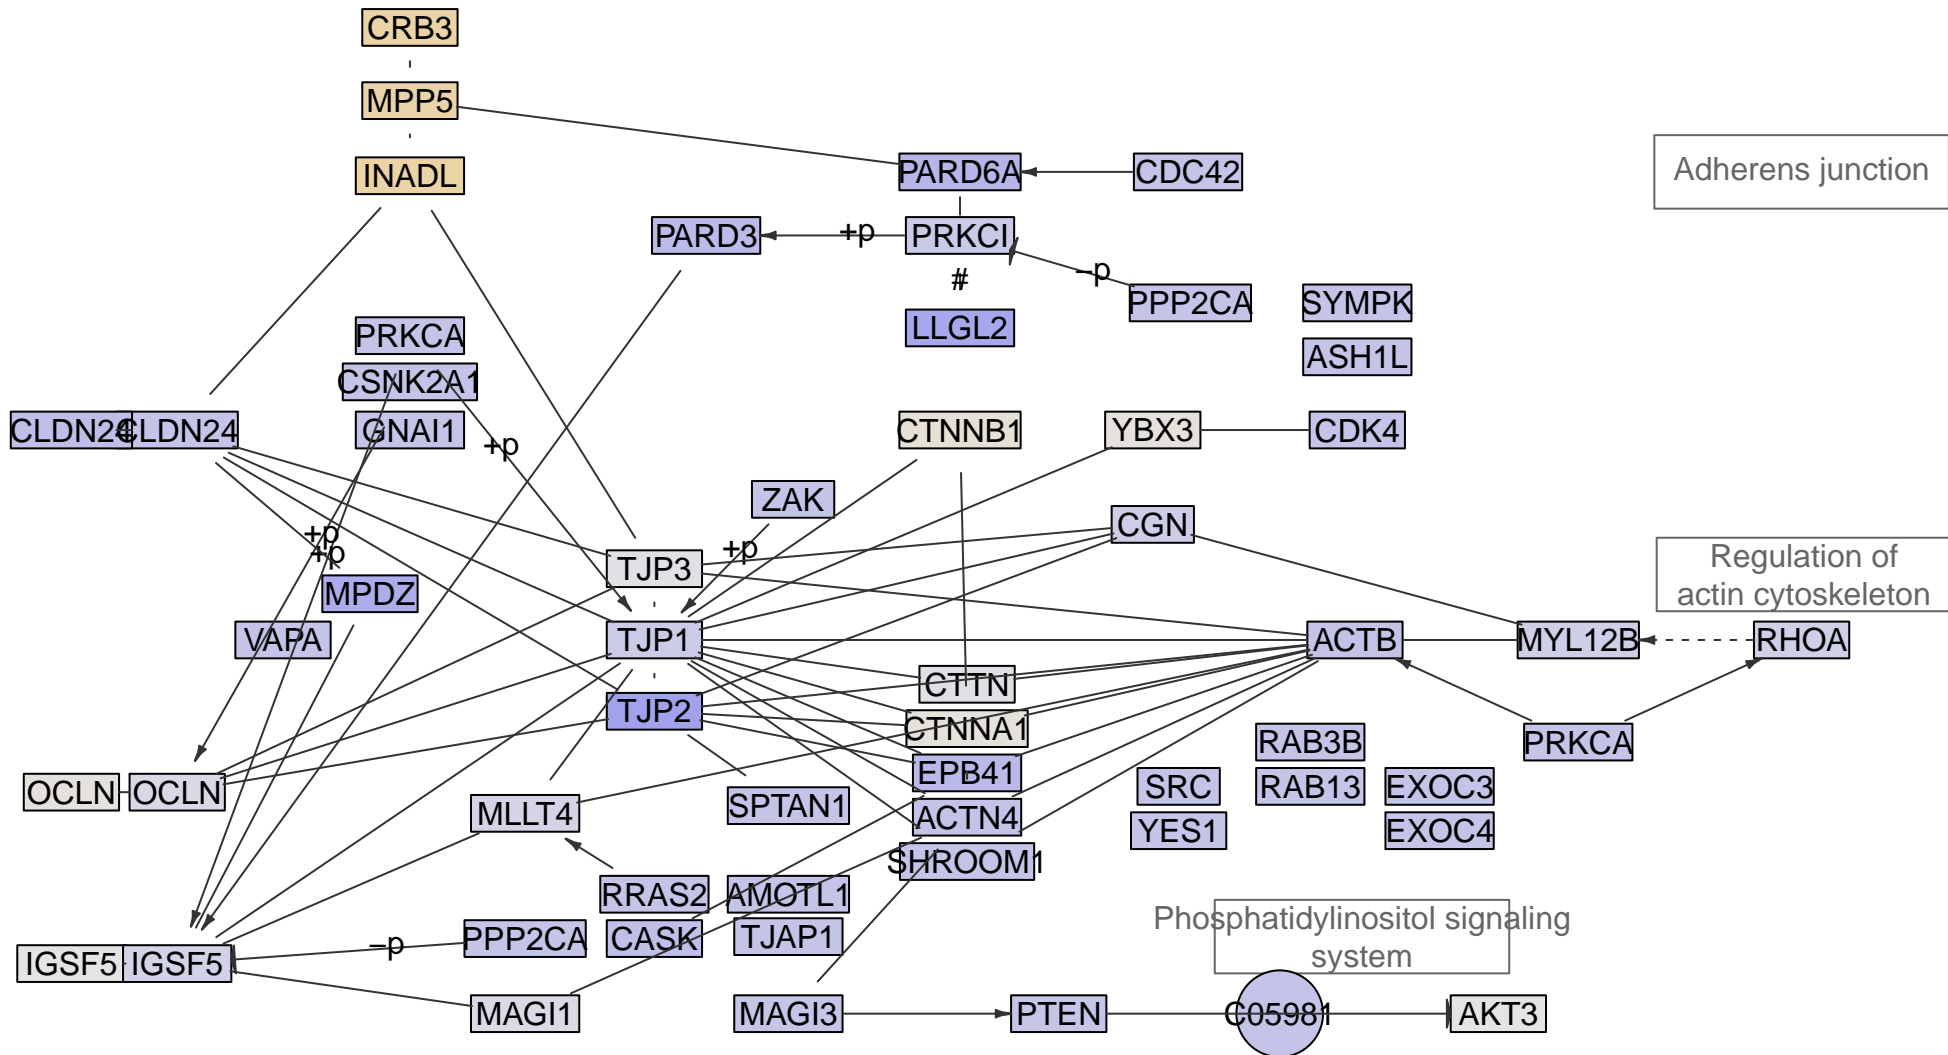 CRB3
MPP5
INADL
PARD6A
CDC42
Adherens junction
PARD3
+p
PRKCI
−p
#
PPP2CA
SYMPK
PRKCA
LLGL2
ASH1L
CSNK2A1
CLDN24
CLDN24
GNAI1
+p
CTNNB1
YBX3
CDK4
ZAK
CGN
+p
+p
+p
TJP3
Regulation of
actin cytoskeleton
MPDZ
VAPA
TJP1
ACTB
MYL12B
RHOA
CTTN
TJP2
CTNNA1
RAB3B
PRKCA
EPB41
OCLN
OCLN
SRC
RAB13
EXOC3
MLLT4
SPTAN1
ACTN4
YES1
EXOC4
SHROOM1
RRAS2
AMOTL1
Phosphatidylinositol signaling
system
PPP2CA
CASK
TJAP1
−p
IGSF5
IGSF5
MAGI1
MAGI3
PTEN
C05981
AKT3